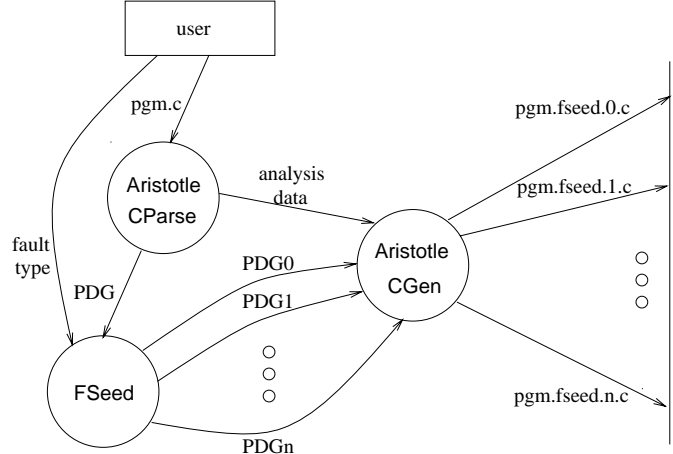 user
pgm.c
pgm.fseed.0.c
Aristotle
CParse
analysis
data
pgm.fseed.1.c
fault
type
PDG
PDG0
PDG1
Aristotle
CGen
FSeed
PDGn
pgm.fseed.n.c